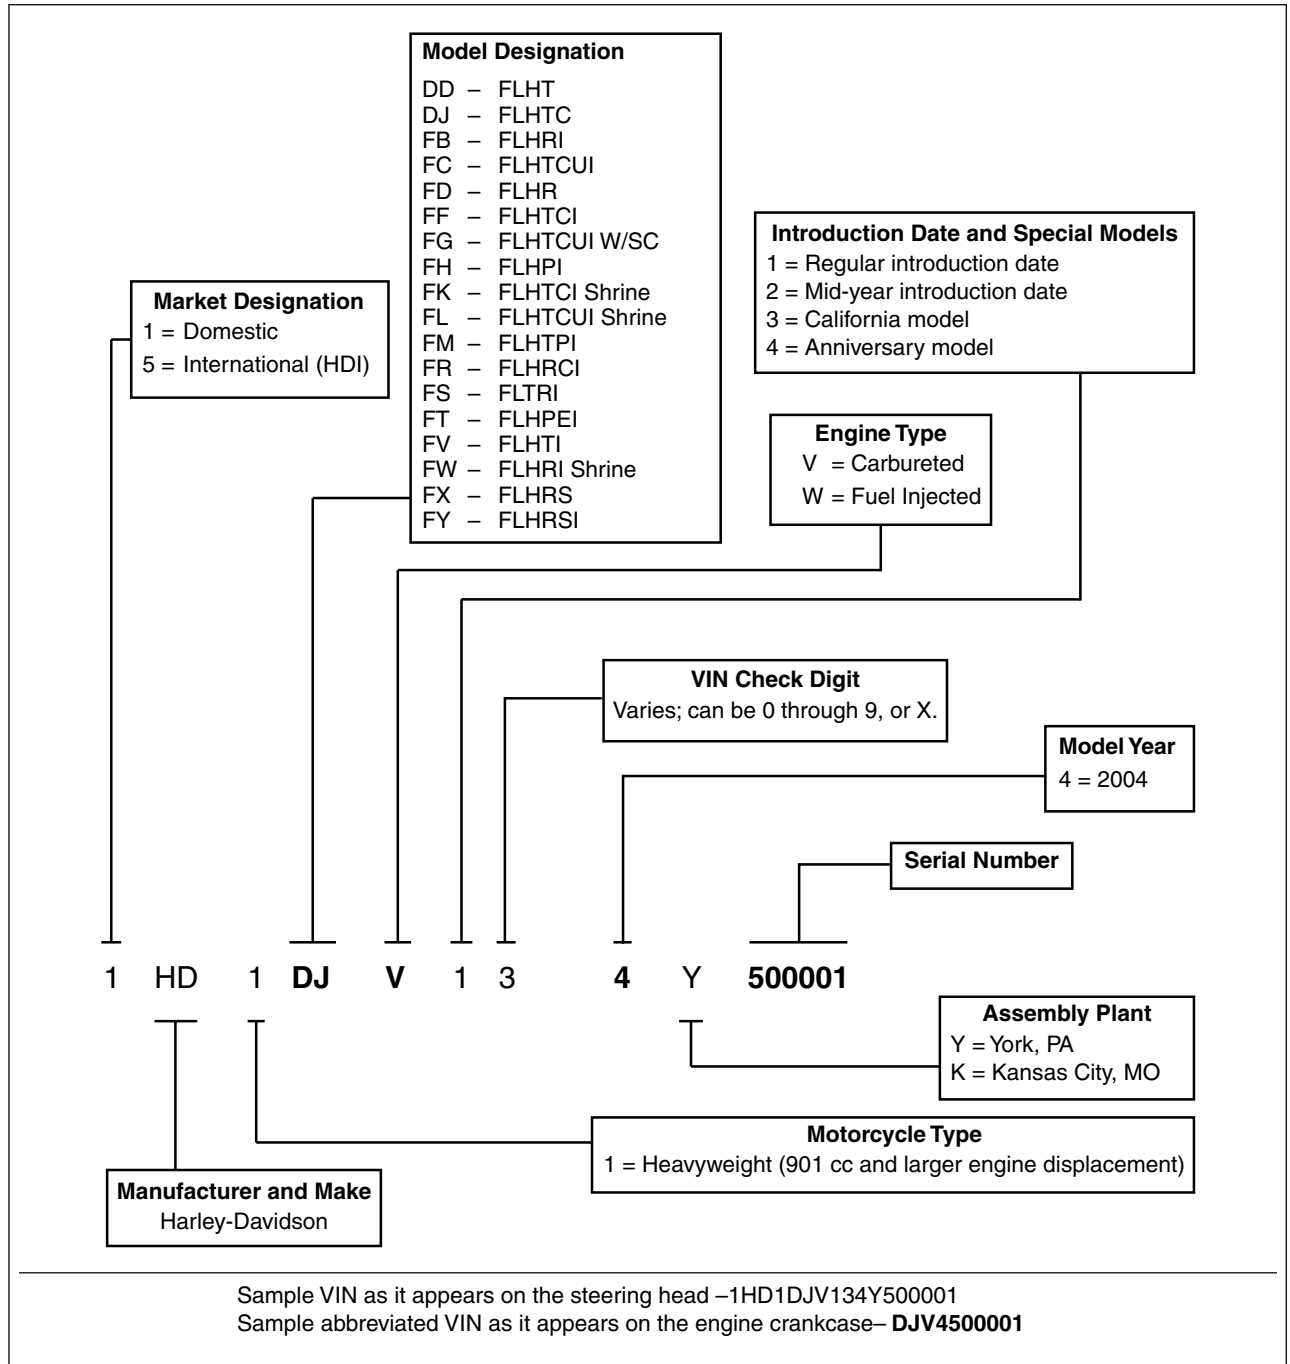 Model Designation
DD – FLHT
DJ – FLHTC
FB – FLHRI
FC – FLHTCUI
FD – FLHR
FF – FLHTCI
FG – FLHTCUI W/SC
FH – FLHPI
FK – FLHTCI Shrine
FL – FLHTCUI Shrine
FM – FLHTPI
FR – FLHRCI
FS – FLTRI
FT – FLHPEI
FV – FLHTI
FW – FLHRI Shrine
FX – FLHRS
FY – FLHRSI
Introduction Date and Special Models
1 = Regular introduction date
2 = Mid-year introduction date
3 = California model
4 = Anniversary model
Market Designation
1 = Domestic
5 = International (HDI)
Engine Type
V = Carbureted
W = Fuel Injected
VIN Check Digit
Varies; can be 0 through 9, or X.
Model Year
4 = 2004
Serial Number
1 HD 1 DJ V 1 3 4 Y 500001
Assembly Plant
Y = York, PA
K = Kansas City, MO
Motorcycle Type
1 = Heavyweight (901 cc and larger engine displacement)
Manufacturer and Make
Harley-Davidson
Sample VIN as it appears on the steering head –1HD1DJV134Y500001
Sample abbreviated VIN as it appears on the engine crankcase– DJV4500001